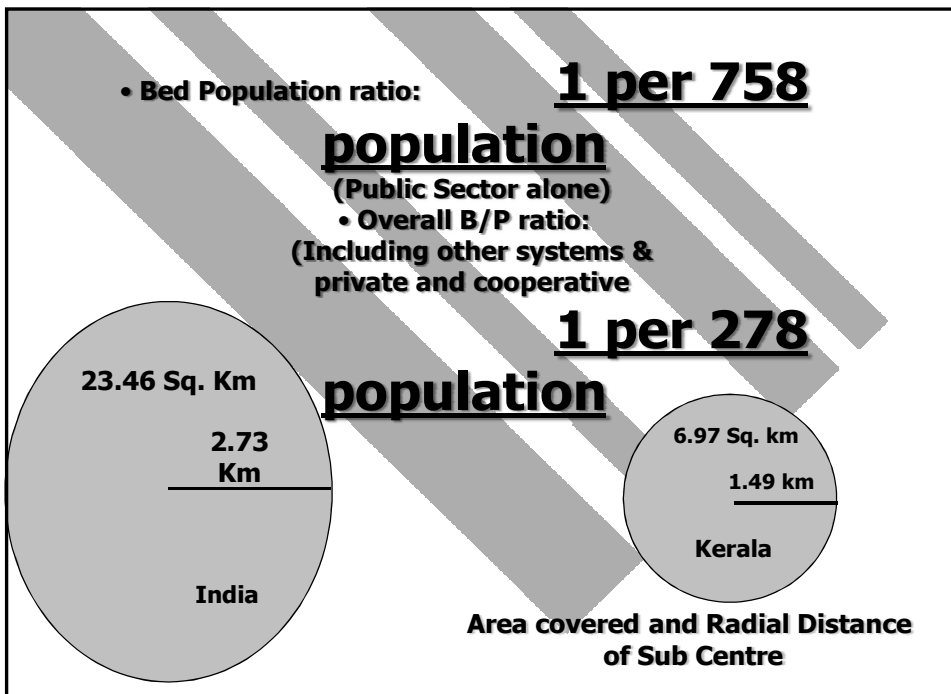 • Bed Population ratio: 1 per 758
population
(Public Sector alone)
• Overall B/P ratio:
(Including other systems &
private and cooperative
1 per 278
population
23.46 Sq. Km
2.73
Km
India
6.97 Sq. km
1.49 km
Kerala
Area covered and Radial Distance
of Sub Centre